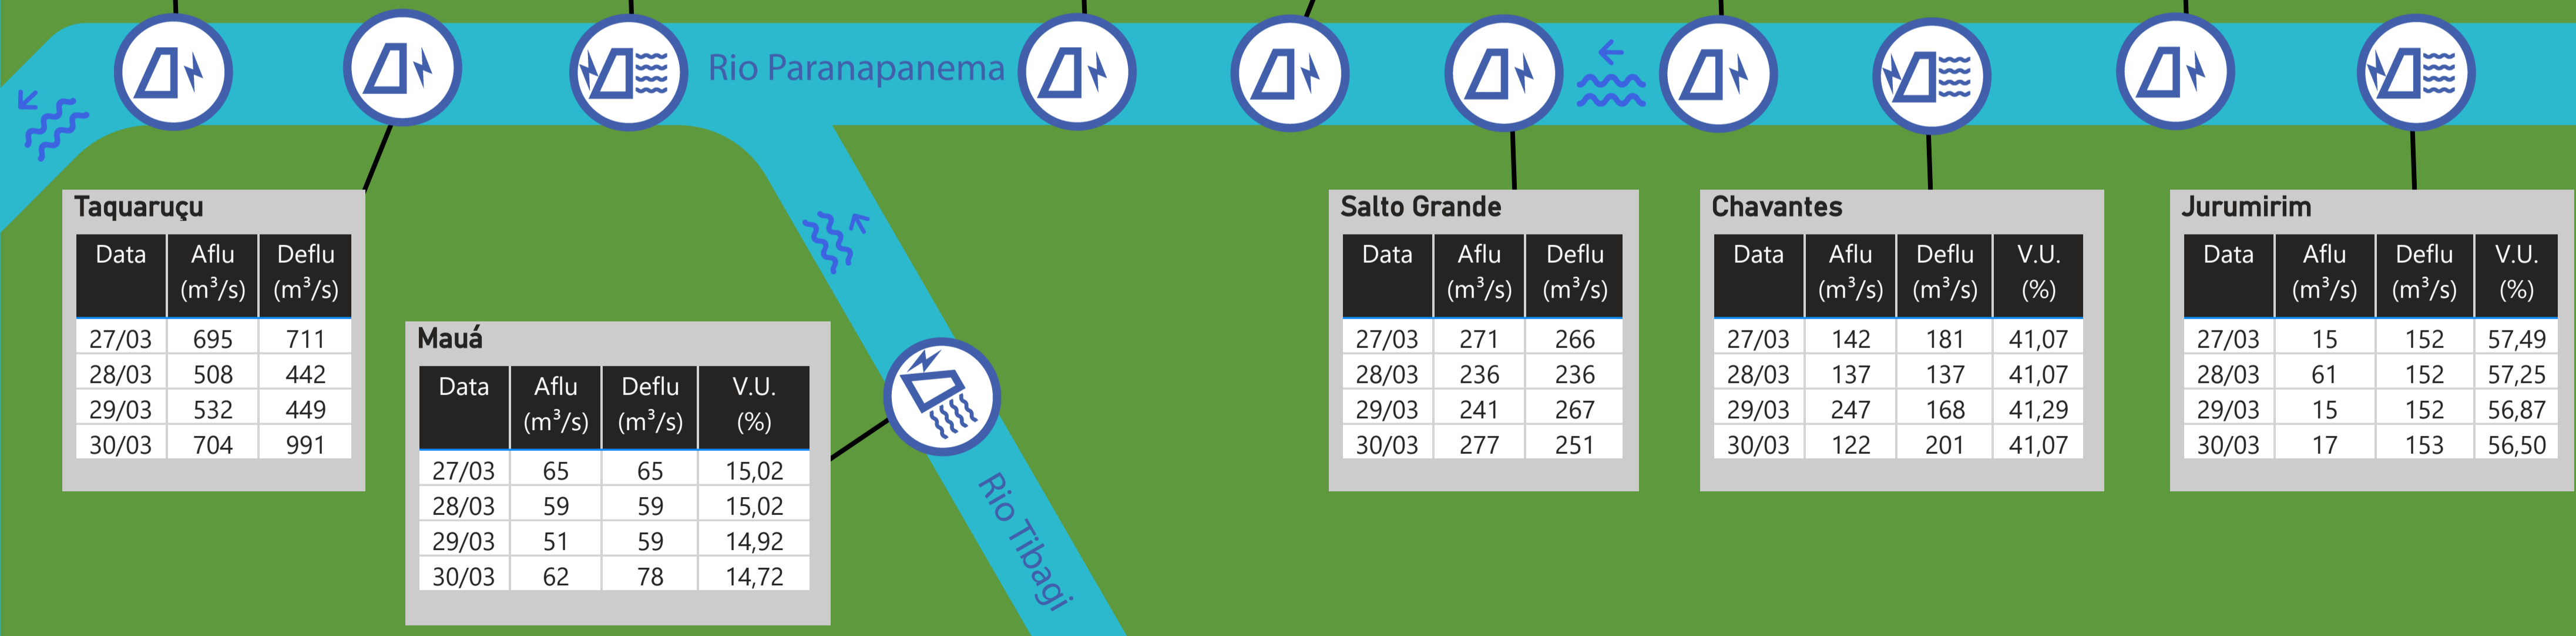 Rio Paranapanema
Taquaruçu
Data Aflu (m³/s) Deflu (m³/s)
27/03 695 711
28/03 508 442
29/03 532 449
30/03 704 991
Mauá
Data Aflu (m³/s) Deflu (m³/s) V.U. (%)
27/03 65 65 15,02
28/03 59 59 15,02
29/03 51 59 14,92
30/03 62 78 14,72
Rio Tibagi
Salto Grande
Data Aflu (m³/s) Deflu (m³/s)
27/03 271 266
28/03 236 236
29/03 241 267
30/03 277 251
Chavantes
Data Aflu (m³/s) Deflu (m³/s) V.U. (%)
27/03 142 181 41,07
28/03 137 137 41,07
29/03 247 168 41,29
30/03 122 201 41,07
Jurumirim
Data Aflu (m³/s) Deflu (m³/s) V.U. (%)
27/03 15 152 57,49
28/03 61 152 57,25
29/03 15 152 56,87
30/03 17 153 56,50